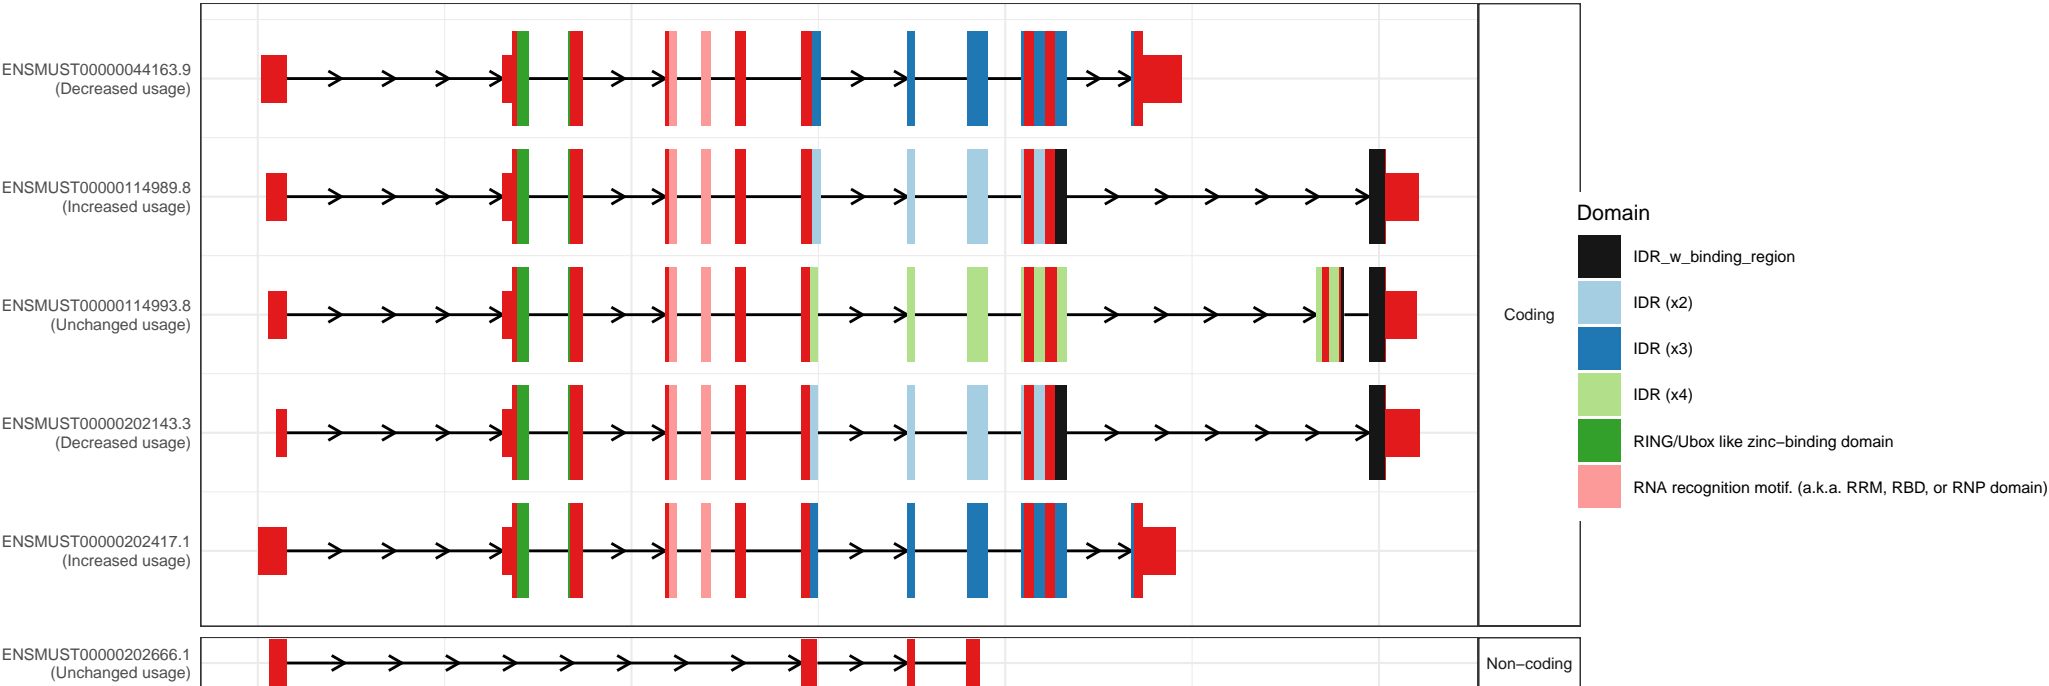 ENSMUST00000044163.9
(Decreased usage)
ENSMUST00000114989.8
(Increased usage)
ENSMUST00000114993.8
(Unchanged usage)
ENSMUST00000202143.3
(Decreased usage)
ENSMUST00000202417.1
(Increased usage)
ENSMUST00000202666.1
(Unchanged usage)
Coding
Non−coding
Domain
IDR_w_binding_region
IDR (x2)
IDR (x3)
IDR (x4)
RING/Ubox like zinc−binding domain
RNA recognition motif. (a.k.a. RRM, RBD, or RNP domain)